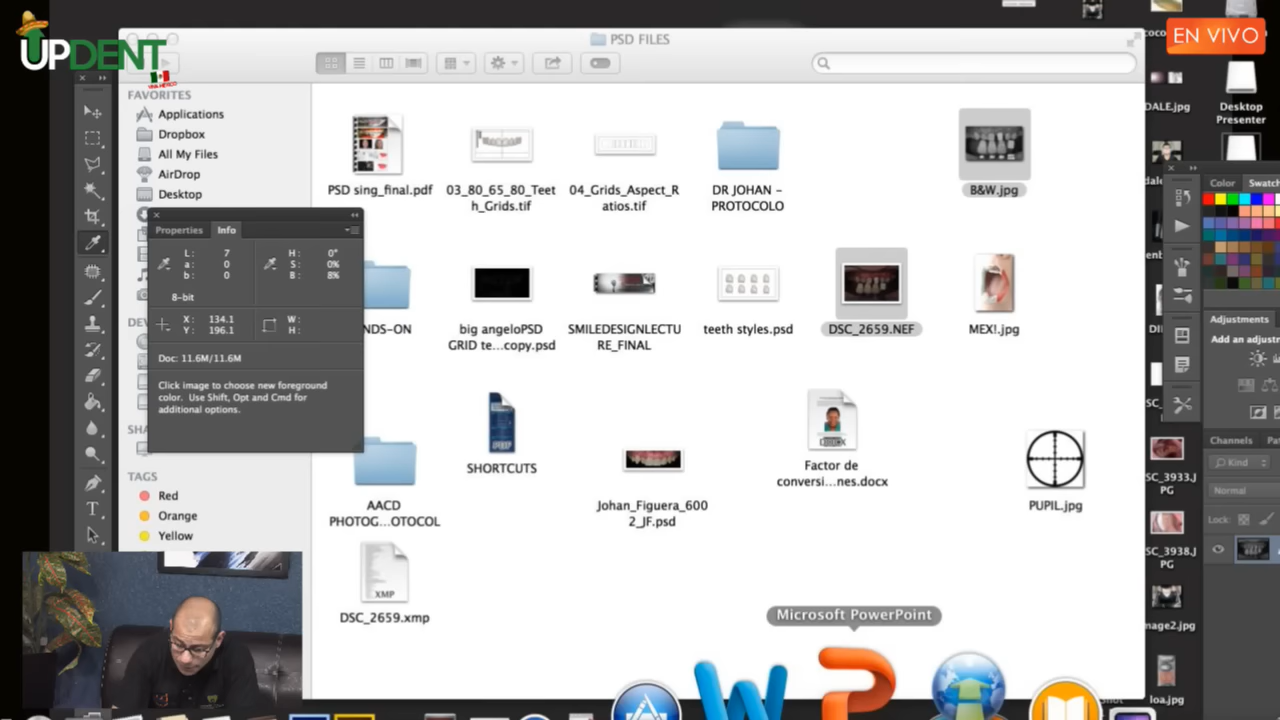 UPDENT
VIVA MEXICO
EN VIVO
PSD FILES
FAVORITES
Applications
Dropbox
All My Files
AirDrop
Desktop
Properties
Info
L: 7
a: 0
b: 0
H: 0°
S: 0%
B: 8%
8-bit
X: 134.1
Y: 196.1
W:
H:
Doc: 11.6M/11.6M
Click image to choose new foreground
color. Use Shift, Opt and Cmd for
additional options.
TAGS
Red
Orange
Yellow
PSD sing_final.pdf
03_80_65_80_Teet
h_Grids.tif
04_Grids_Aspect_R
atios.tif
DR JOHAN -
PROTOCOLO
B&W.jpg
NDS-ON
big angeloPSD
GRID te...copy.psd
SMILEDESIGNLECTU
RE_FINAL
teeth styles.psd
DSC_2659.NEF
MEX!.jpg
SHORTCUTS
DOCX
Factor de
conversi...nes.docx
AACD
PHOTOG...OTOCOL
Johan_Figuera_600
2_JF.psd
PUPIL.jpg
XMP
DSC_2659.xmp
Microsoft PowerPoint
DALE.jpg
Desktop
Presenter
Color
Swatch
Adjustments
Add an adjustm
Channels
Kind
Normal
Lock:
SC_3933.J
PG
SC_3938.J
PG
nage2.jpg
loa.jpg
T